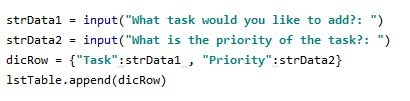 strData1 = input("What task would you like to add?: ")
strData2 = input("What is the priority of the task?: ")
dicRow = {"Task":strData1 , "Priority":strData2}
lstTable.append(dicRow)